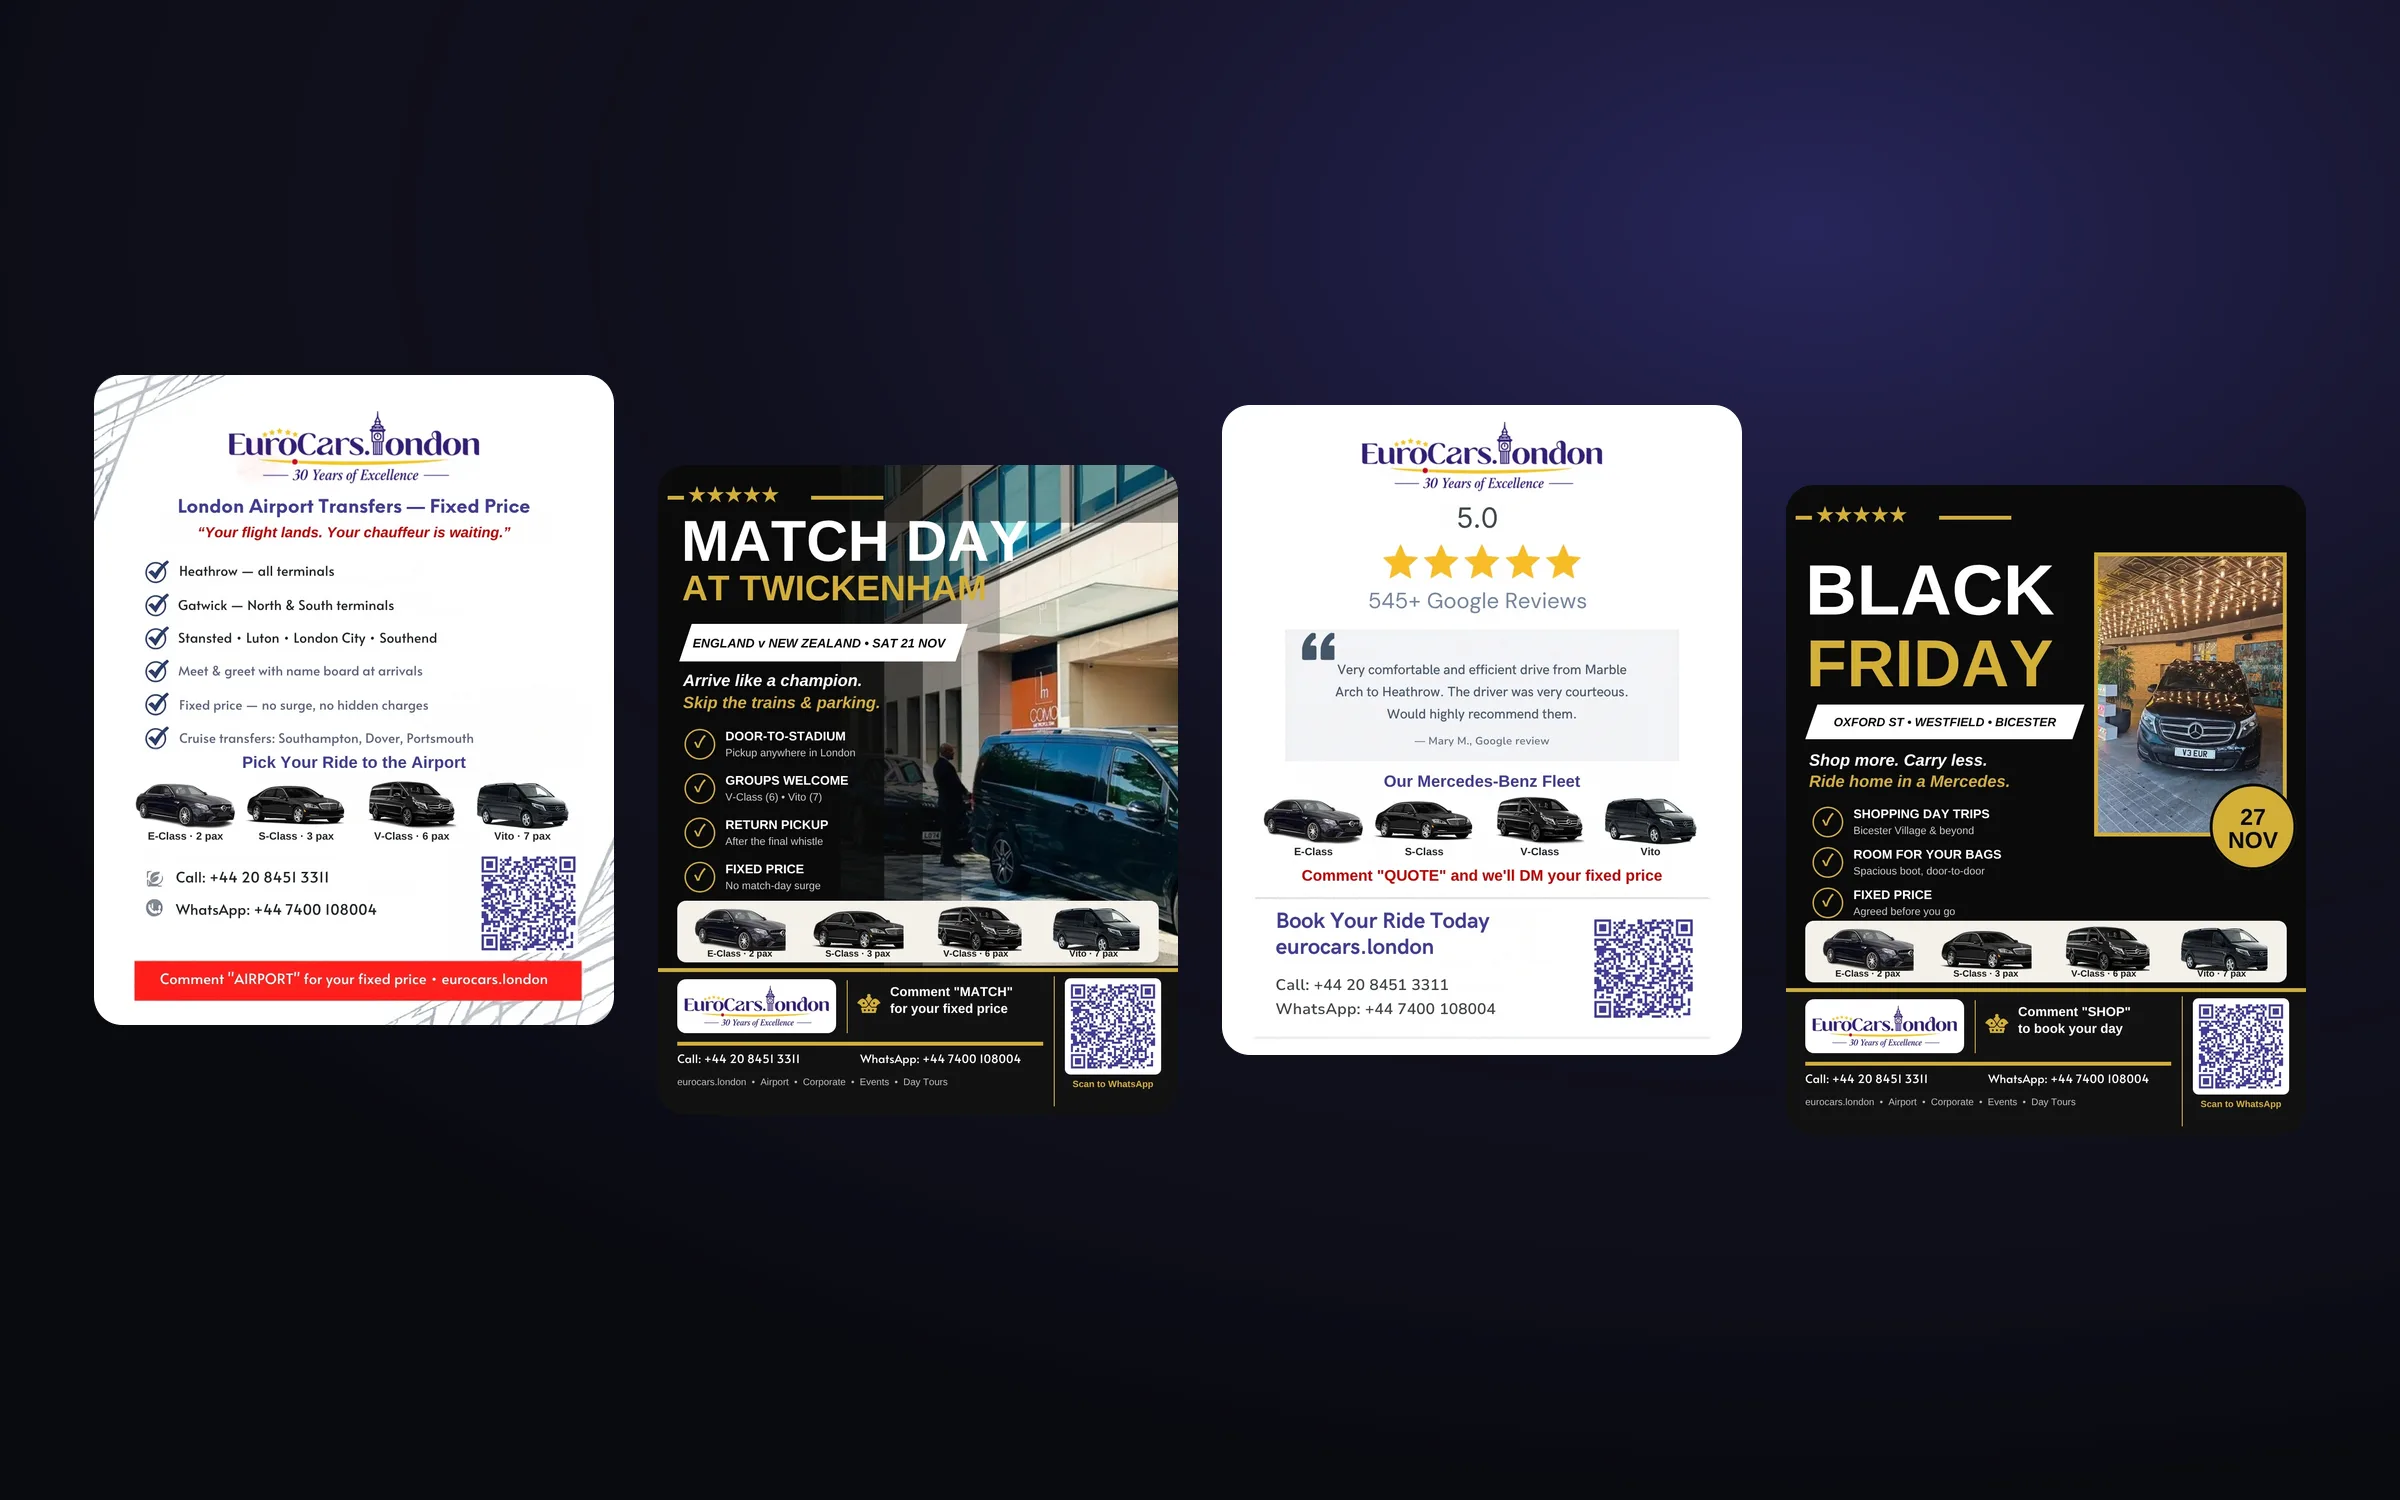 EuroCars.london
30 Years of Excellence
London Airport Transfers — Fixed Price
“Your flight lands. Your chauffeur is waiting.”
Heathrow — all terminals
Gatwick — North & South terminals
Stansted • Luton • London City • Southend
Meet & greet with name board at arrivals
Fixed price — no surge, no hidden charges
Cruise transfers: Southampton, Dover, Portsmouth
Pick Your Ride to the Airport
E-Class · 2 pax S-Class · 3 pax V-Class · 6 pax Vito · 7 pax
Call: +44 20 8451 3311
WhatsApp: +44 7400 108004
Comment "AIRPORT" for your fixed price • eurocars.london
MATCH DAY
AT TWICKENHAM
ENGLAND v NEW ZEALAND • SAT 21 NOV
Arrive like a champion.
Skip the trains & parking.
DOOR-TO-STADIUM
Pickup anywhere in London
GROUPS WELCOME
V-Class (6) • Vito (7)
RETURN PICKUP
After the final whistle
FIXED PRICE
No match-day surge
COMO
E-Class · 2 pax S-Class · 3 pax V-Class · 6 pax Vito · 7 pax
EuroCars.london
30 Years of Excellence
Comment "MATCH"
for your fixed price
Call: +44 20 8451 3311 WhatsApp: +44 7400 108004
eurocars.london • Airport • Corporate • Events • Day Tours
Scan to WhatsApp
EuroCars.london
30 Years of Excellence
5.0
545+ Google Reviews
Very comfortable and efficient drive from Marble
Arch to Heathrow. The driver was very courteous.
Would highly recommend them.
— Mary M., Google review
Our Mercedes-Benz Fleet
E-Class S-Class V-Class Vito
Comment "QUOTE" and we'll DM your fixed price
Book Your Ride Today
eurocars.london
Call: +44 20 8451 3311
WhatsApp: +44 7400 108004
BLACK
FRIDAY
OXFORD ST • WESTFIELD • BICESTER
Shop more. Carry less.
Ride home in a Mercedes.
V3 EUR
27
NOV
SHOPPING DAY TRIPS
Bicester Village & beyond
ROOM FOR YOUR BAGS
Spacious boot, door-to-door
FIXED PRICE
Agreed before you go
E-Class · 2 pax S-Class · 3 pax V-Class · 6 pax Vito · 7 pax
EuroCars.london
30 Years of Excellence
Comment "SHOP"
to book your day
Call: +44 20 8451 3311 WhatsApp: +44 7400 108004
eurocars.london • Airport • Corporate • Events • Day Tours
Scan to WhatsApp